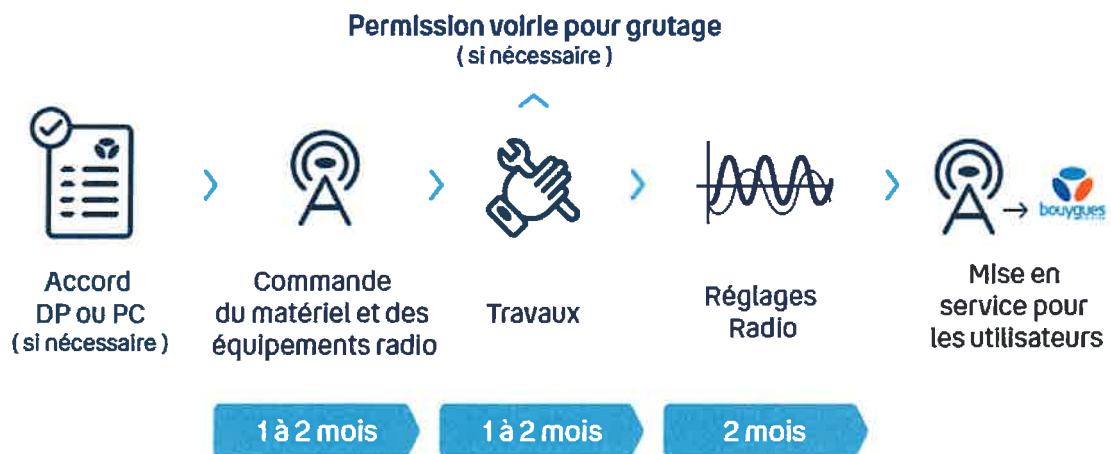 Permission voirie pour grutage
( si nécessaire )
Accord
DP ou PC
( si nécessaire )
Commande
du matériel et des
équipements radio
Travaux
Réglages
Radio
bouygues
Mise en
service pour
les utilisateurs
1 à 2 mois
1 à 2 mois
2 mois